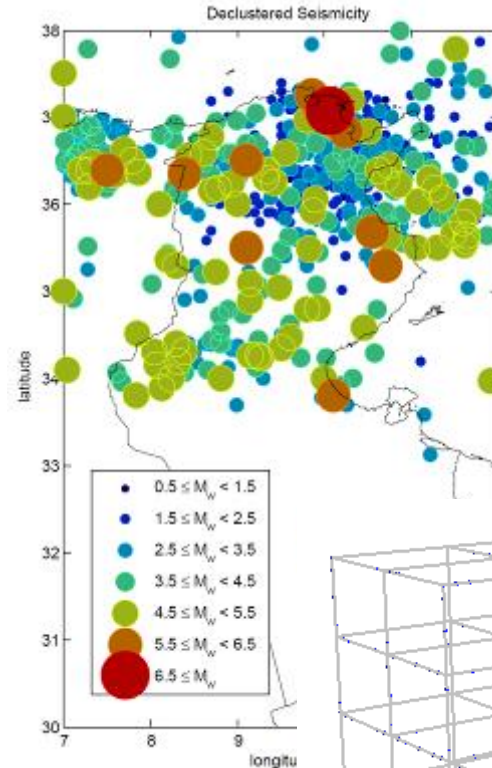 Declustered Seismicity
38
36
34
33
32
31
30
latitude
7
8
9
0.5 ≤ M_w < 1.5
1.5 ≤ M_w < 2.5
2.5 ≤ M_w < 3.5
3.5 ≤ M_w < 4.5
4.5 ≤ M_w < 5.5
5.5 ≤ M_w < 6.5
6.5 ≤ M_w